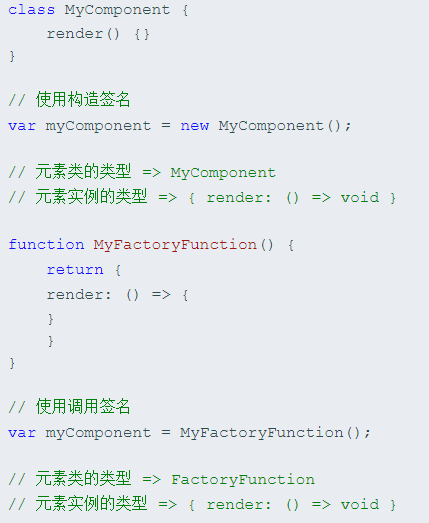 class MyComponent {
    render() {}
}
// 使用构造签名
var myComponent = new MyComponent();
// 元素类的类型 => MyComponent
// 元素实例的类型 => { render: () => void }
function MyFactoryFunction() {
    return {
    render: () => {
    }
    }
}
// 使用调用签名
var myComponent = MyFactoryFunction();
// 元素类的类型 => FactoryFunction
// 元素实例的类型 => { render: () => void }